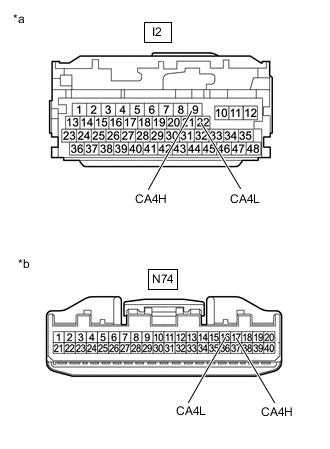 *a
I2
1 2 3 4 5 6 7 8 9 10 11 12
13 14 15 16 17 18 19 20 21 22
23 24 25 26 27 28 29 30 31 32 33 34 35
36 37 38 39 40 41 42 43 44 45 46 47 48
CA4H CA4L
*b
N74
1 2 3 4 5 6 7 8 9 10 11 12 13 14 15 16 17 18 19 20
21 22 23 24 25 26 27 28 29 30 31 32 33 34 35 36 37 38 39 40
CA4L CA4H